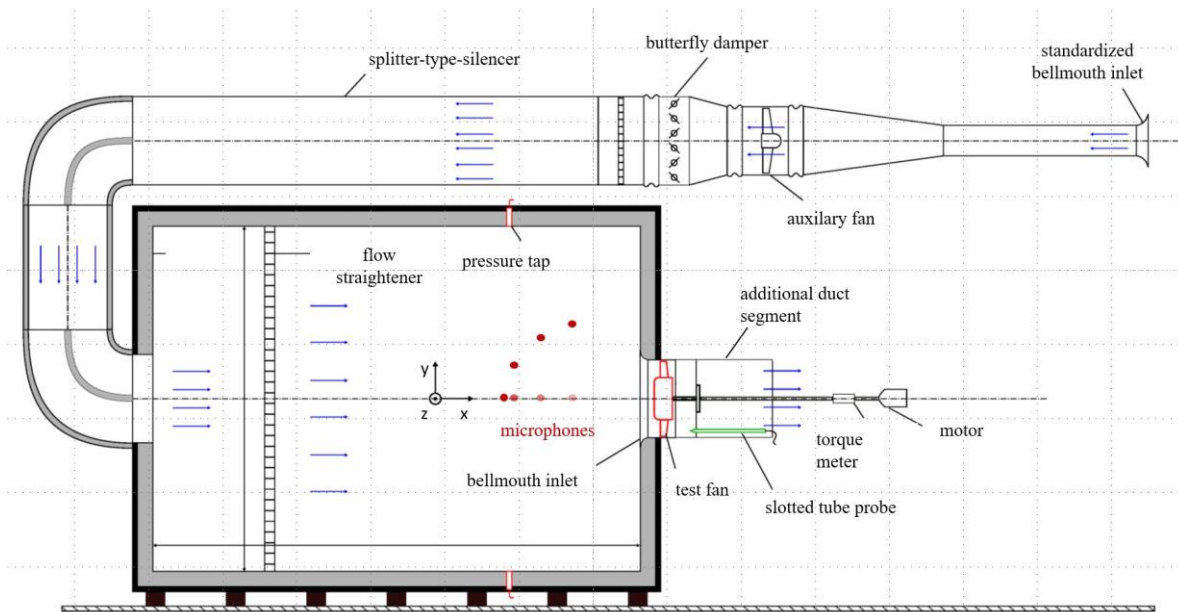 butterfly damper
standardized
bellmouth inlet
splitter-type-silencer
auxilary fan
flow
straightener
pressure tap
additional duct
segment
y
z
x
microphones
bellmouth inlet
test fan
slotted tube probe
torque
meter
motor